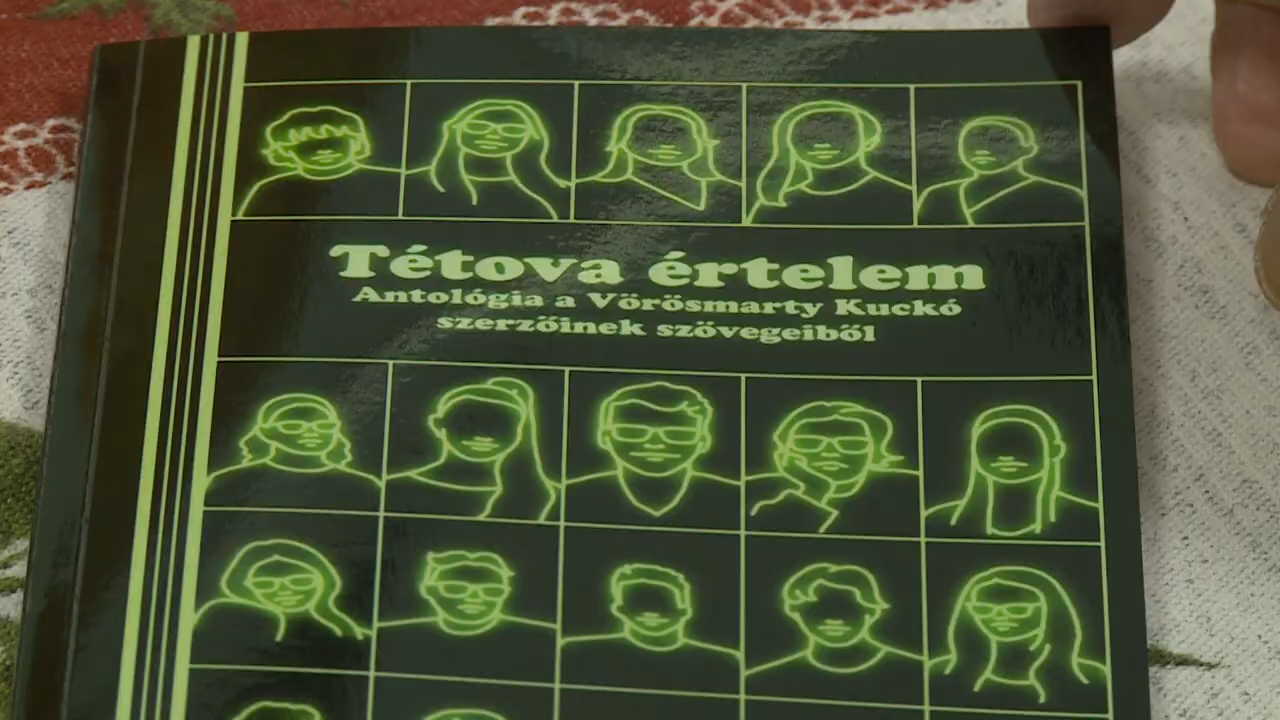 Tétova értelem
Antológia a Vörösmarty Kuckó
szerzőinek szövegeiből